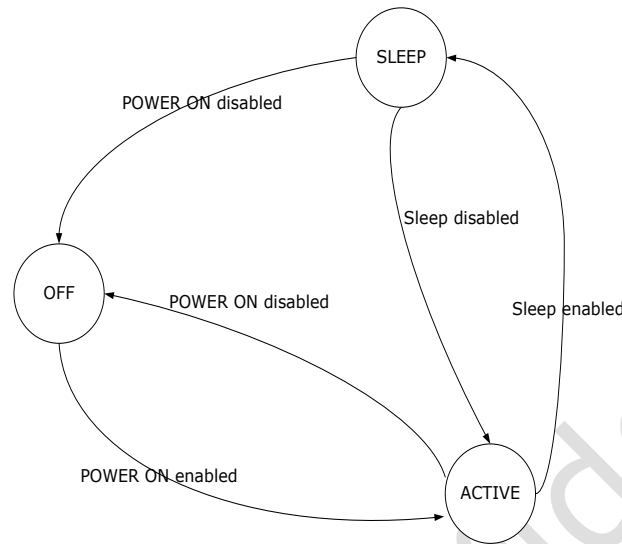 SLEEP
POWER ON disabled
Sleep disabled
OFF
POWER ON disabled
Sleep enabled
POWER ON enabled
ACTIVE